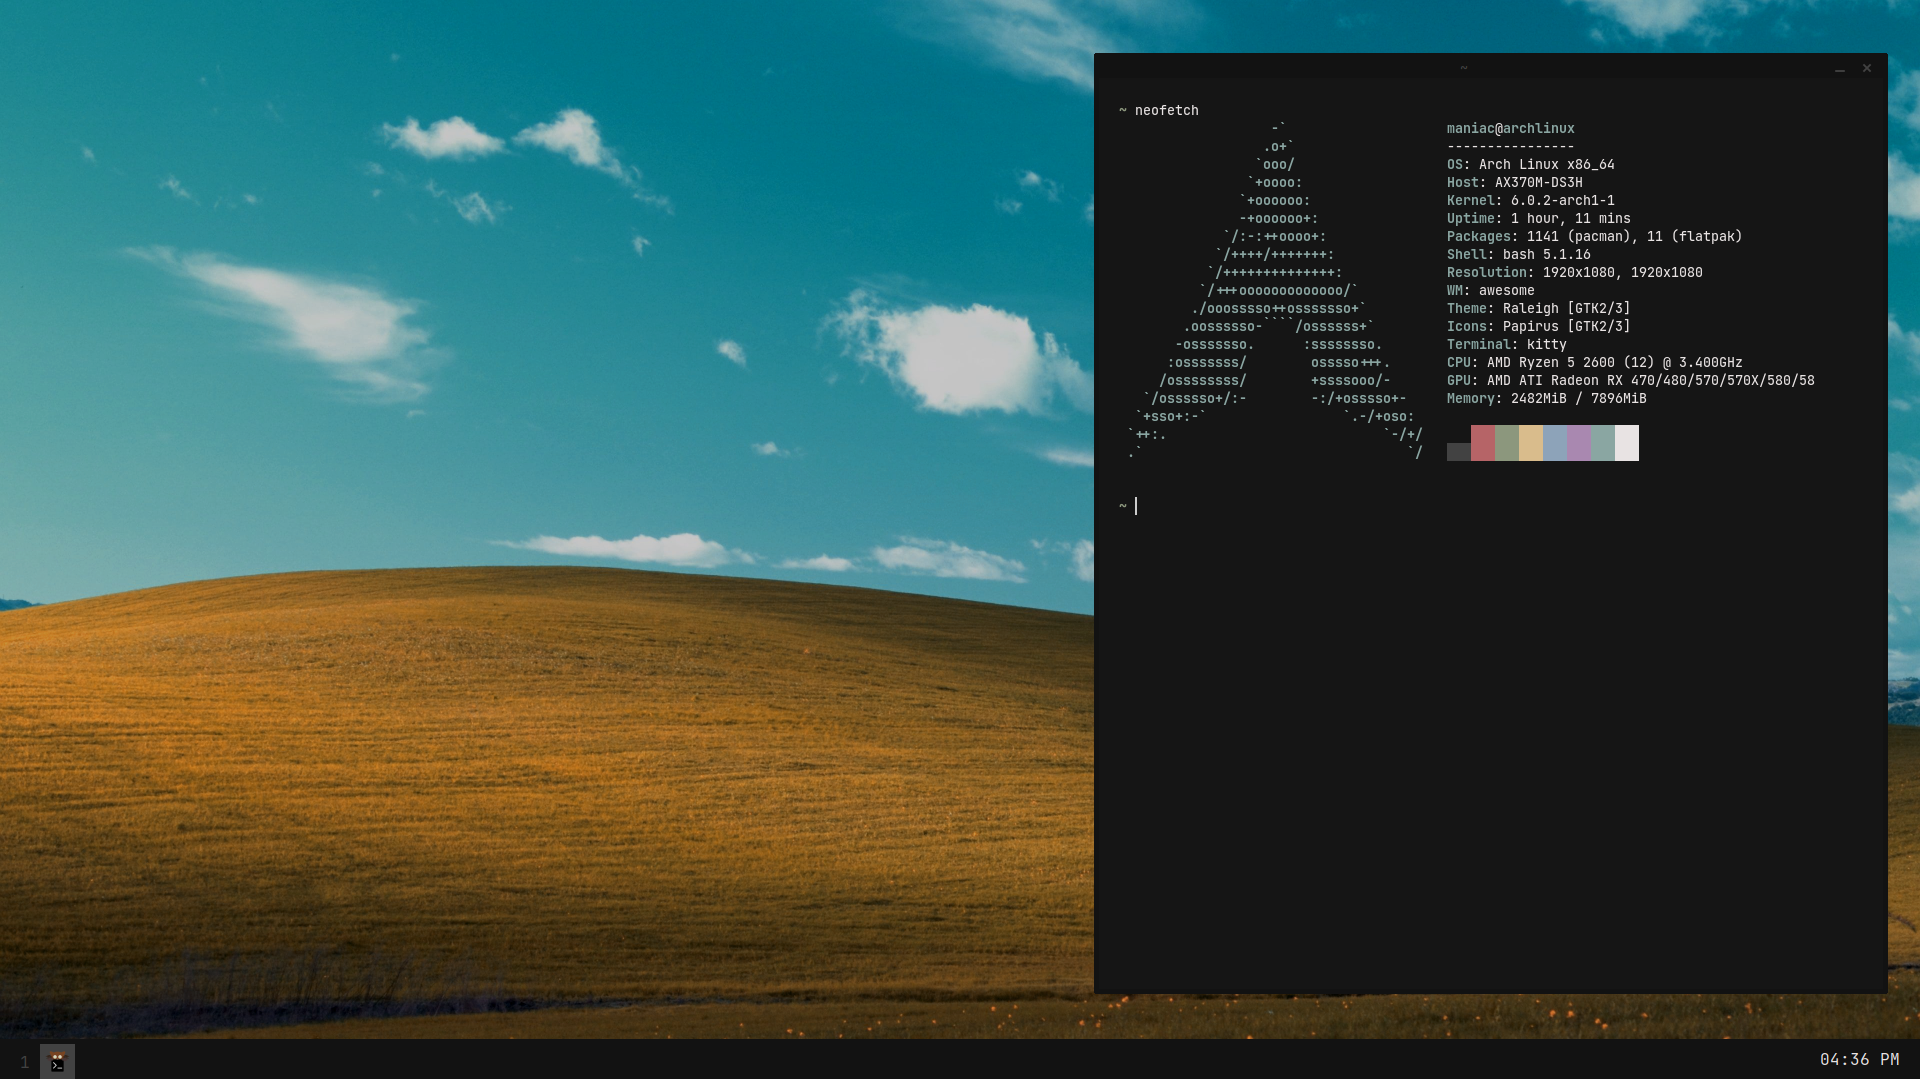 ~
~ neofetch
                   -`                    maniac@archlinux
                  .o+`                   ----------------
                 `ooo/                   OS: Arch Linux x86_64
                `+oooo:                  Host: AX370M-DS3H
               `+oooooo:                 Kernel: 6.0.2-arch1-1
               -+oooooo+:                Uptime: 1 hour, 11 mins
             `/:-:++oooo+:               Packages: 1141 (pacman), 11 (flatpak)
            `/++++/+++++++:              Shell: bash 5.1.16
           `/++++++++++++++:             Resolution: 1920x1080, 1920x1080
          `/+++ooooooooooooo/`           WM: awesome
         ./ooosssso++osssssso+`          Theme: Raleigh [GTK2/3]
        .oossssso-````/ossssss+`         Icons: Papirus [GTK2/3]
       -osssssso.      :ssssssso.        Terminal: kitty
      :osssssss/        osssso+++.       CPU: AMD Ryzen 5 2600 (12) @ 3.400GHz
     /ossssssss/        +ssssooo/-       GPU: AMD ATI Radeon RX 470/480/570/570X/580/58
   `/ossssso+/:-        -:/+osssso+-     Memory: 2482MiB / 7896MiB
  `+sso+:-`                 `.-/+oso:
 `++:.                           `-/+/
 .`                                 `/
~
1
04:36 PM